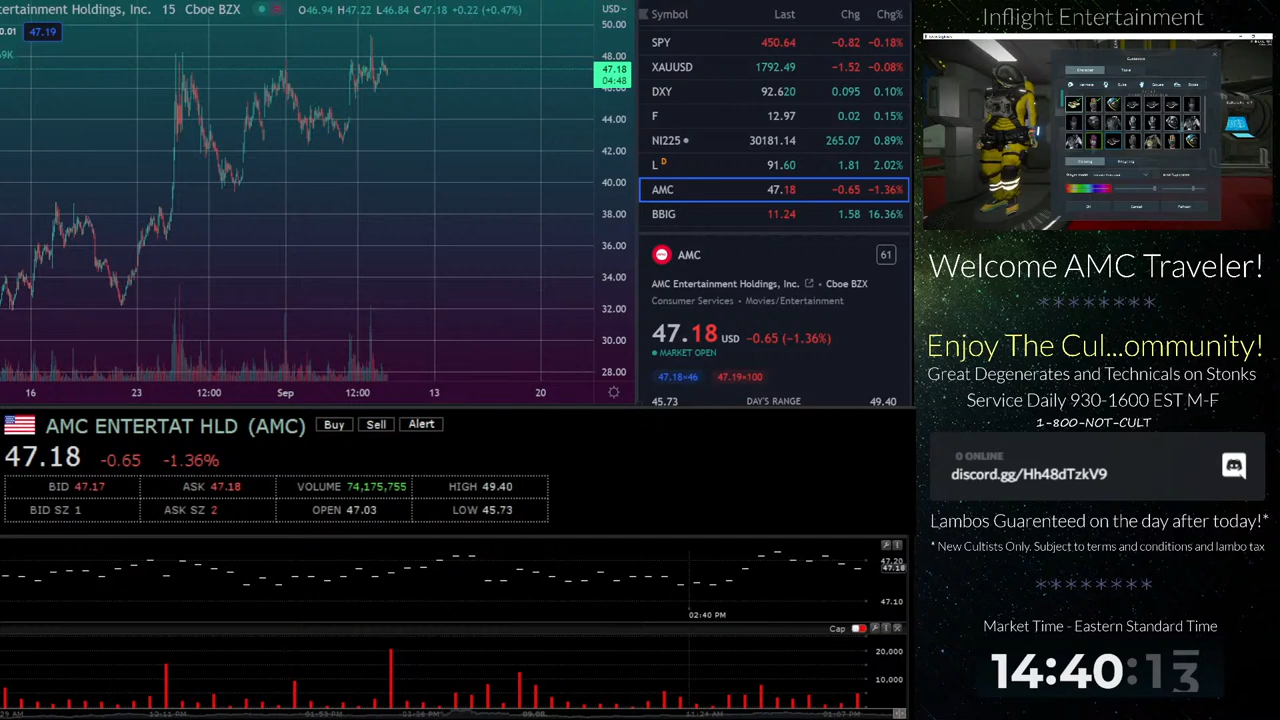 ertainment Holdings, Inc. 15 Cboe BZX O46.94 H47.22 L46.84 C47.18 +0.22 (+0.47%)
0.01 47.19
9K
USD
50.00
48.00
47.18
04:48
46.00
44.00
42.00
40.00
38.00
36.00
34.00
32.00
30.00
28.00
16 23 12:00 Sep 12:00 13 20
Symbol Last Chg Chg%
SPY 450.64 −0.82 −0.18%
XAUUSD 1792.49 −1.52 −0.08%
DXY 92.620 0.095 0.10%
F 12.97 0.02 0.15%
NI225 30181.14 265.07 0.89%
L D 91.60 1.81 2.02%
AMC 47.18 −0.65 −1.36%
BBIG 11.24 1.58 16.36%
AMC 61
AMC Entertainment Holdings, Inc. • Cboe BZX
Consumer Services • Movies/Entertainment
47.18 USD −0.65 (−1.36%)
MARKET OPEN
47.18×46 47.19×100
45.73 DAY'S RANGE 49.40
AMC ENTERTAT HLD (AMC) Buy Sell Alert
47.18 -0.65 -1.36%
BID 47.17 ASK 47.18 VOLUME 74,175,755 HIGH 49.40
BID SZ 1 ASK SZ 2 OPEN 47.03 LOW 45.73
47.20
47.18
47.10
02:40 PM
Cap
20,000
10,000
Inflight Entertainment
Welcome AMC Traveler!
********
Enjoy The Cul...ommunity!
Great Degenerates and Technicals on Stonks
Service Daily 930-1600 EST M-F
1-800-NOT-CULT
0 ONLINE
discord.gg/Hh48dTzkV9
Lambos Guarenteed on the day after today!*
* New Cultists Only. Subject to terms and conditions and lambo tax
********
Market Time - Eastern Standard Time
14:40:13